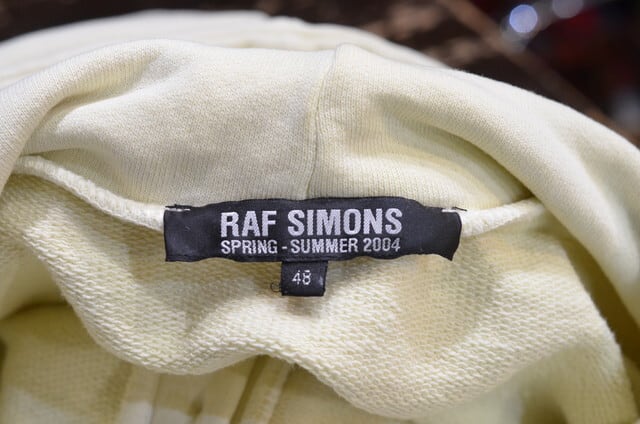 RAF SIMONS
SPRING - SUMMER 2004
48